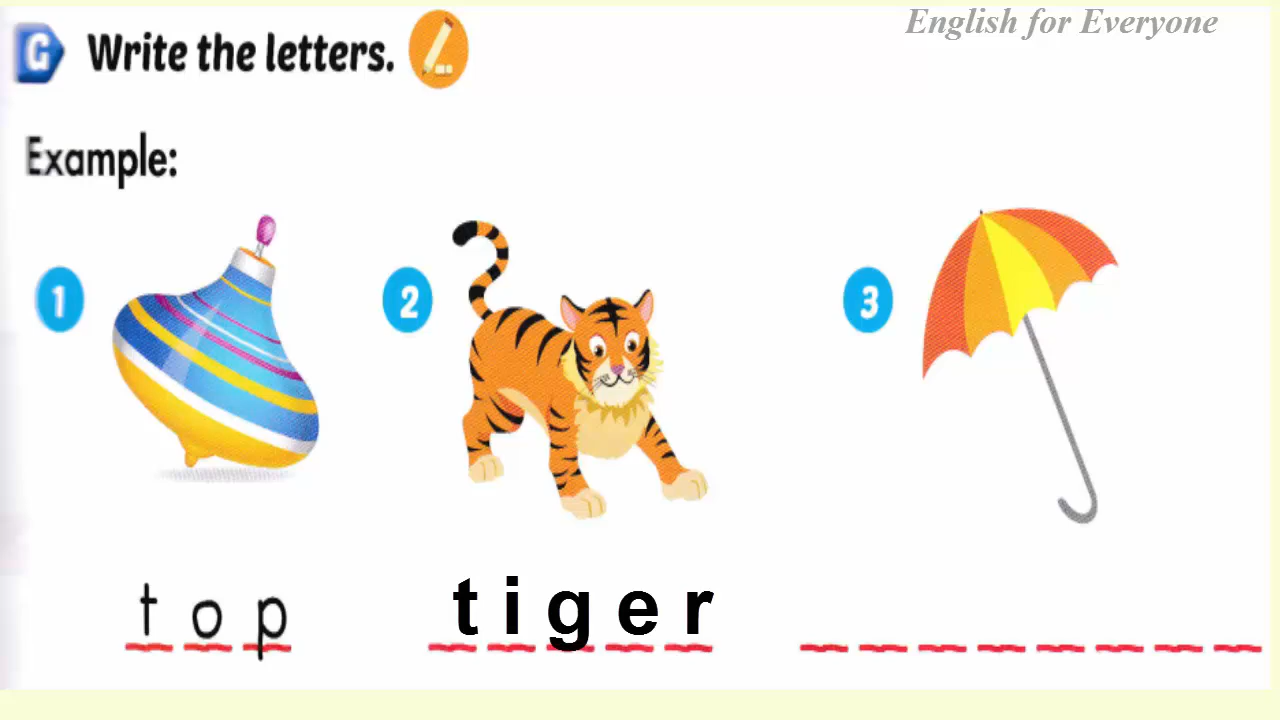 English for Everyone
G Write the letters.
Example:
1 2 3
t o p t i g e r